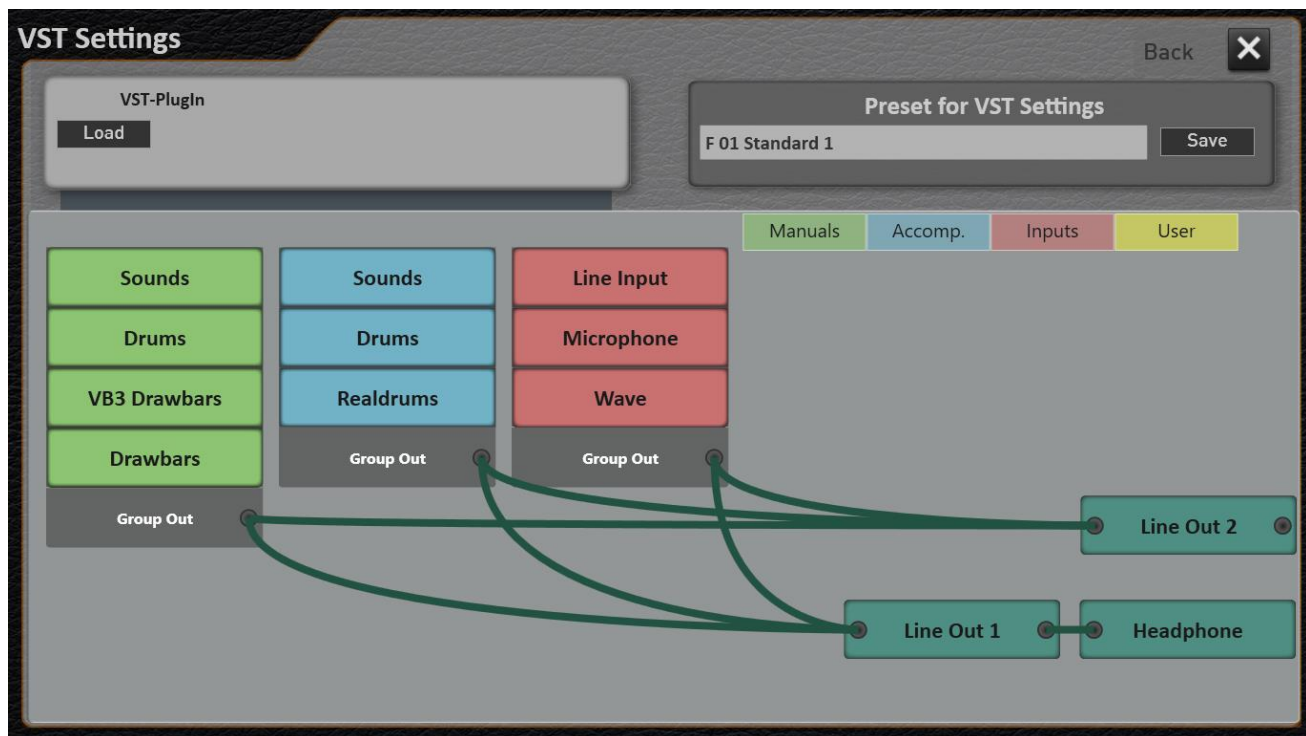 VST Settings
Back
VST-PlugIn
Load
Preset for VST Settings
F 01 Standard 1
Save
Manuals
Accomp.
Inputs
User
Sounds
Drums
VB3 Drawbars
Drawbars
Group Out
Sounds
Drums
Realdrums
Group Out
Line Input
Microphone
Wave
Group Out
Line Out 2
Line Out 1
Headphone